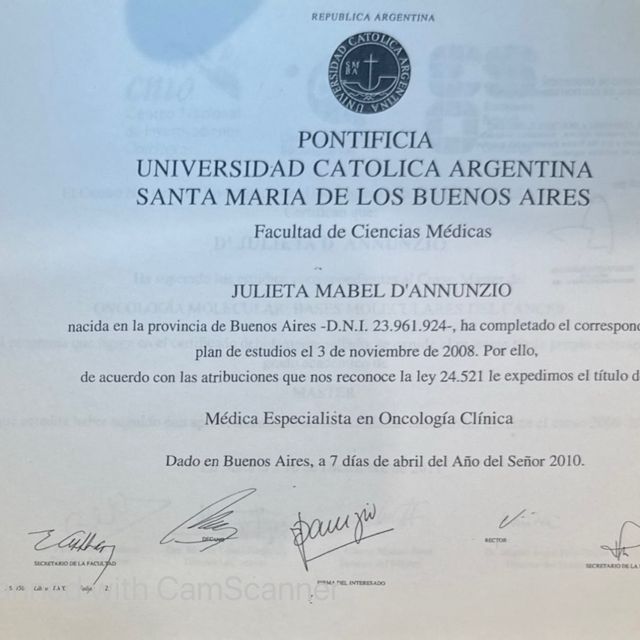 REPUBLICA ARGENTINA
UNIVERSIDAD CATOLICA ARGENTINA
PONTIFICIA
UNIVERSIDAD CATOLICA ARGENTINA
SANTA MARIA DE LOS BUENOS AIRES
Facultad de Ciencias Médicas
JULIETA MABEL D'ANNUNZIO
nacida en la provincia de Buenos Aires -D.N.I. 23.961.924-, ha completado el correspon
plan de estudios el 3 de noviembre de 2008. Por ello,
de acuerdo con las atribuciones que nos reconoce la ley 24.521 le expedimos el título d
Médica Especialista en Oncología Clínica
Dado en Buenos Aires, a 7 días de abril del Año del Señor 2010.
SECRETARIO DE LA FACULTAD
DECANO
FIRMA DEL INTERESADO
RECTOR
SECRETARIO DE LA
with CamScanner